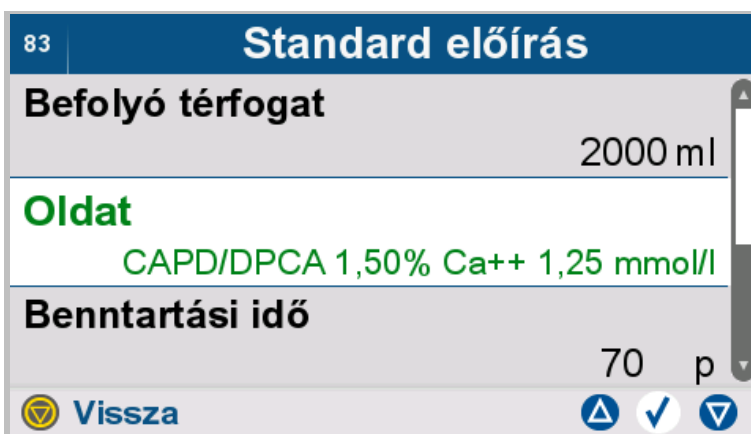 83 Standard előírás
Befolyó térfogat
2000 ml
Oldat
CAPD/DPCA 1,50% Ca++ 1,25 mmol/l
Benntartási idő
70 p
Vissza